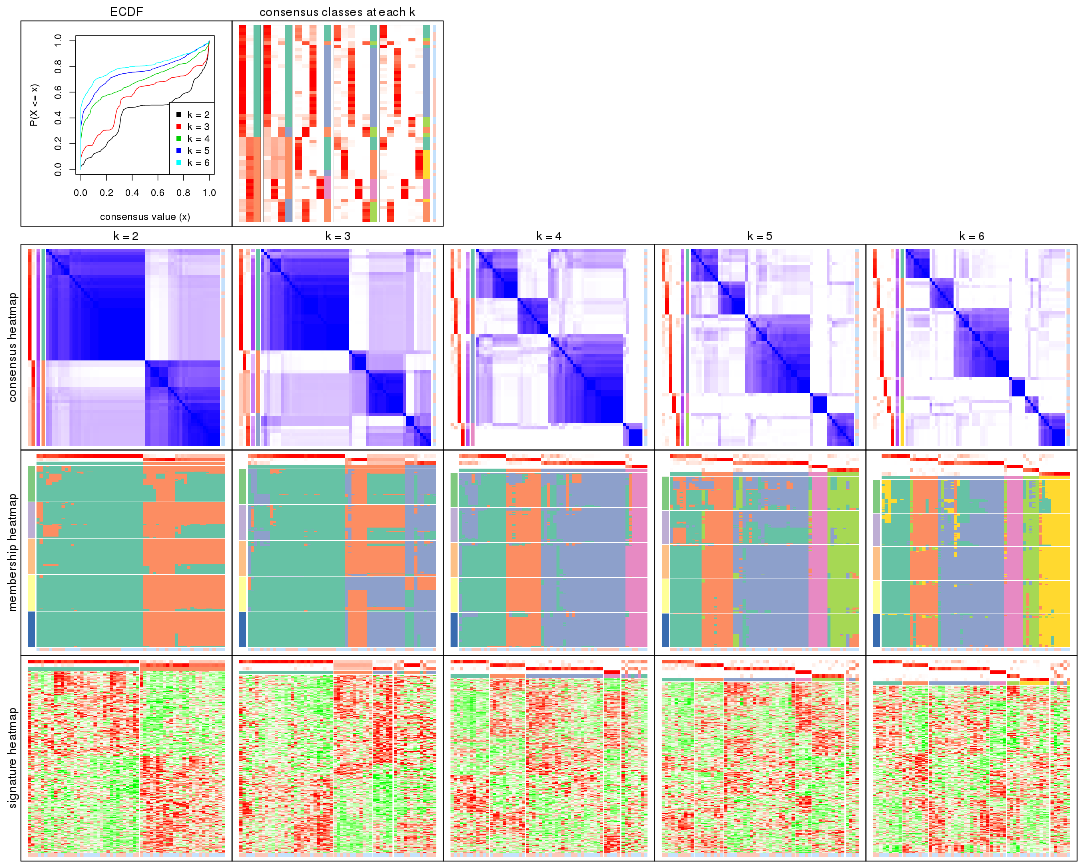 ECDF
consensus classes at each k
P(X <= x)
0.0
0.2
0.4
0.6
0.8
1.0
k = 2
k = 3
k = 4
k = 5
k = 6
0.0 0.2 0.4 0.6 0.8 1.0
consensus value (x)
k = 2
k = 3
k = 4
k = 5
k = 6
consensus heatmap
membership heatmap
signature heatmap